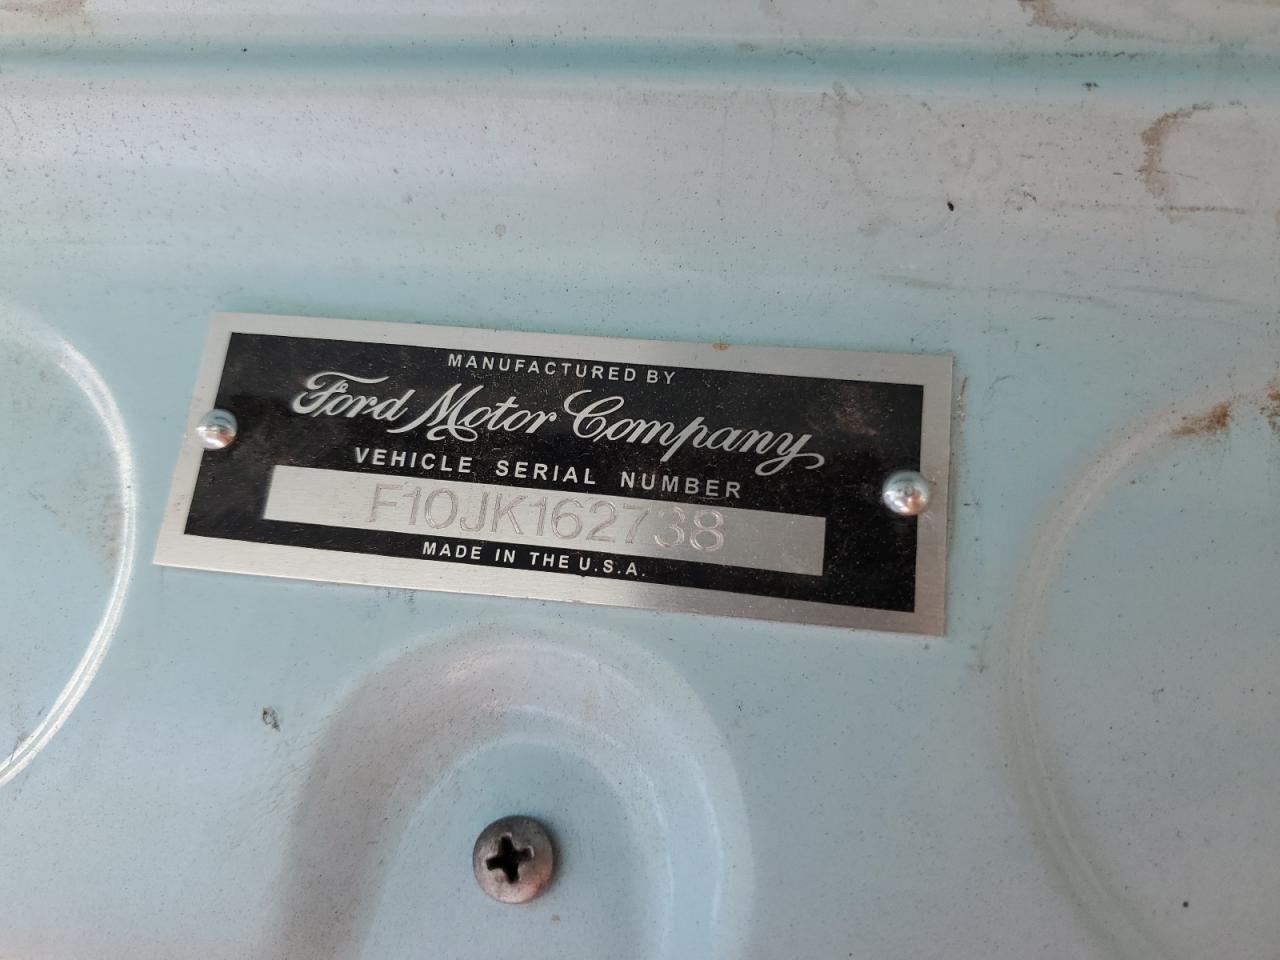 MANUFACTURED BY
Ford Motor Company
VEHICLE SERIAL NUMBER
F10JK162738
MADE IN THE U.S.A.